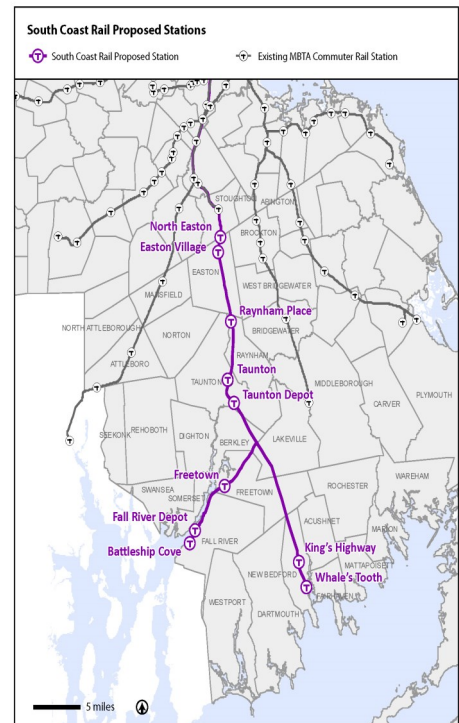 South Coast Rail Proposed Stations
South Coast Rail Proposed Station
Existing MBTA Commuter Rail Station
STOUGHTON
ABINGTON
North Easton
BROCKTON
Easton Village
EASTON
WEST BRIDGEWATER
MANSFIELD
Raynham Place
NORTH ATTLEBOROUGH
NORTON
BRIDGEWATER
RAYNHAM
ATTLEBORO
Taunton
TAUNTON
MIDDLEBOROUGH
PLYMOUTH
Taunton Depot
CARVER
SEEKONK
REHOBOTH
DIGHTON
BERKLEY
LAKEVILLE
Freetown
WAREHAM
SWANSEA
SOMERSET
FREETOWN
ROCHESTER
Fall River Depot
ACUSHNET
MARION
FALL RIVER
Battleship Cove
King's Highway
MATTAPOISETT
NEW BEDFORD
Whale's Tooth
FAIRHAVEN
WESTPORT
DARTMOUTH
5 miles